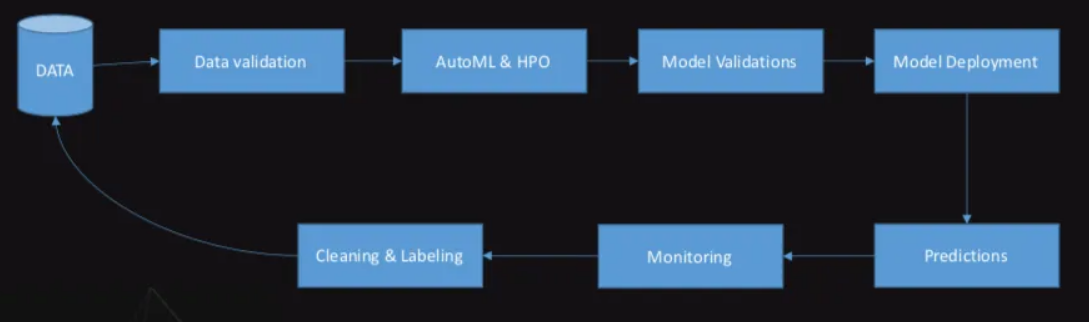 DATA
Data validation
AutoML & HPO
Model Validations
Model Deployment
Cleaning & Labeling
Monitoring
Predictions